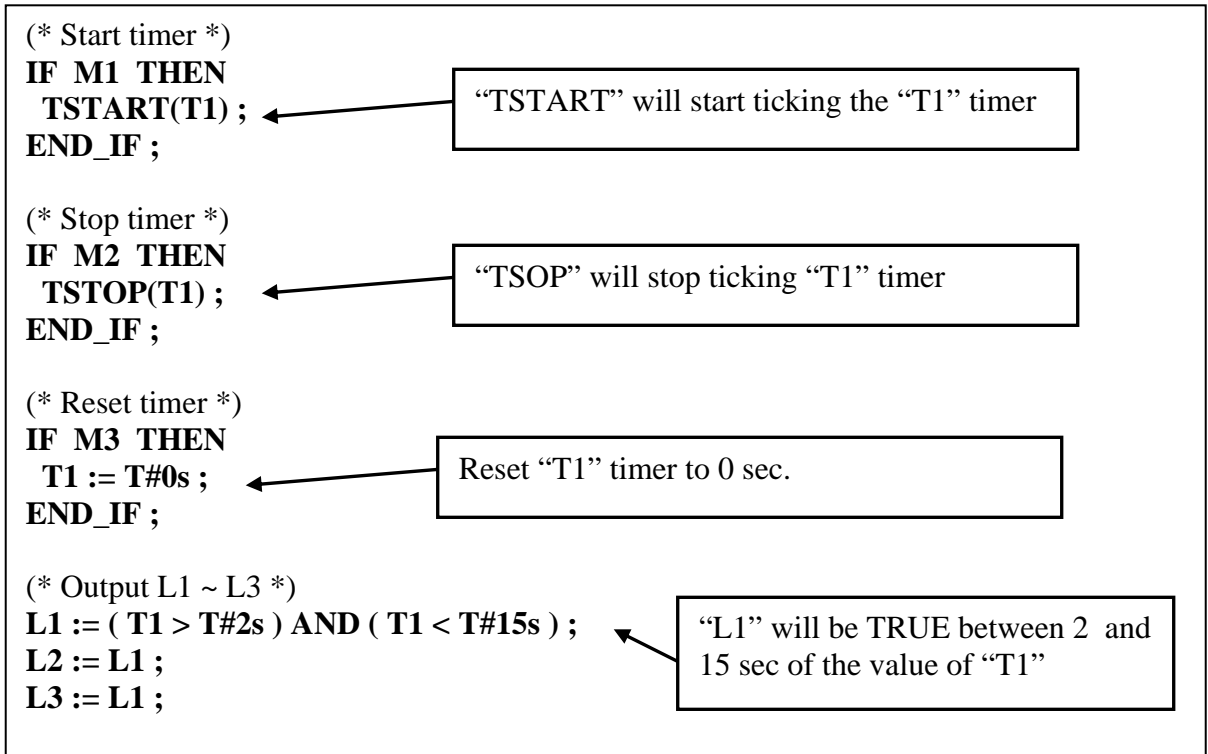 (* Start timer *)
IF M1 THEN
TSTART(T1) ;
“TSTART” will start ticking the “T1” timer
END_IF ;
(* Stop timer *)
IF M2 THEN
TSTOP(T1) ;
“TSOP” will stop ticking “T1” timer
END_IF ;
(* Reset timer *)
IF M3 THEN
T1 := T#0s ;
Reset “T1” timer to 0 sec.
END_IF ;
(* Output L1 ~ L3 *)
L1 := ( T1 > T#2s ) AND ( T1 < T#15s ) ;
“L1” will be TRUE between 2 and
15 sec of the value of “T1”
L2 := L1 ;
L3 := L1 ;